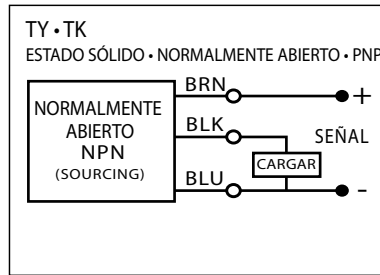 TY • TK
ESTADO SÓLIDO • NORMALMENTE ABIERTO • PNP
BRN
+
NORMALMENTE
ABIERTO
NPN
(SOURCING)
BLK
SEÑAL
CARGAR
BLU
-